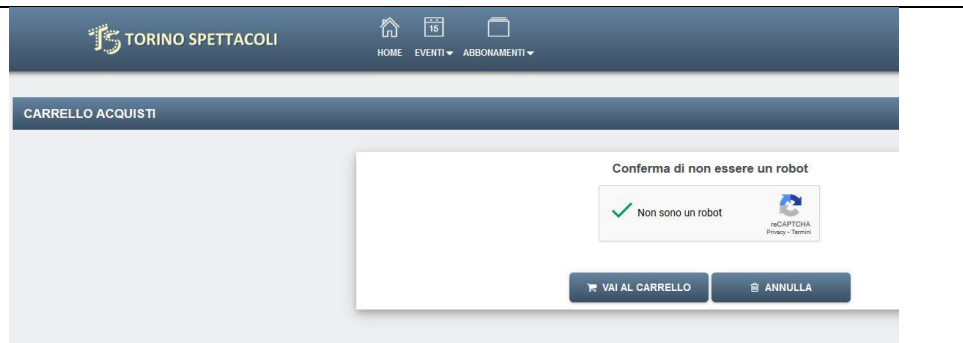 TS TORINO SPETTACOLI
15
HOME EVENTI ABBONAMENTI
CARRELLO ACQUISTI
Conferma di non essere un robot
Non sono un robot
reCAPTCHA
Privacy - Termini
VAI AL CARRELLO ANNULLA